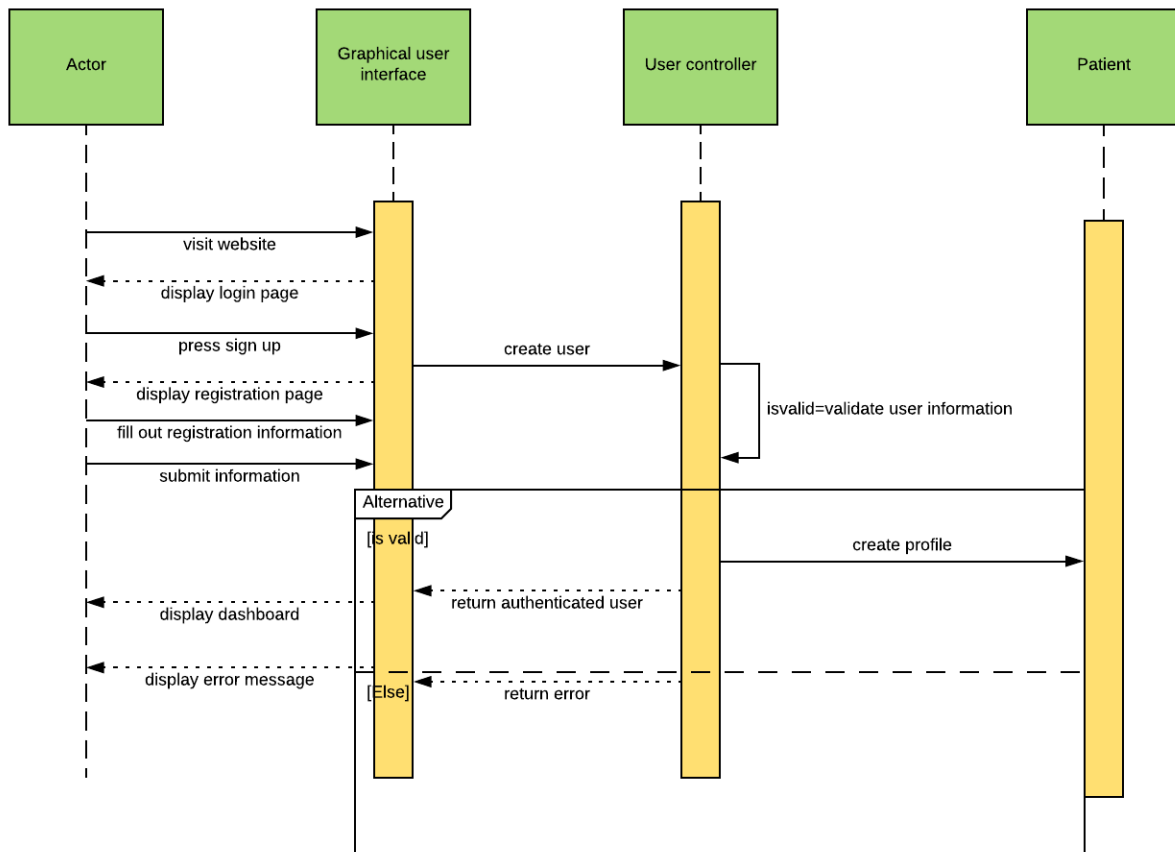 Actor
Graphical user
interface
User controller
Patient
visit website
display login page
press sign up
create user
display registration page
isvalid=validate user information
fill out registration information
submit information
Alternative
[is valid]
create profile
return authenticated user
display dashboard
display error message
[Else]
return error